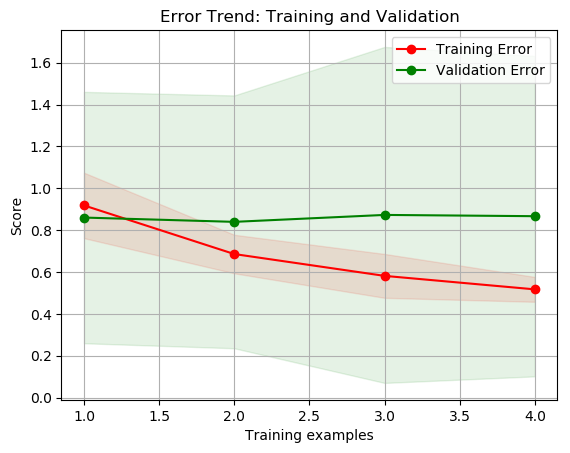 Error Trend: Training and Validation
Training Error
Validation Error
Score
1.6
1.4
1.2
1.0
0.8
0.6
0.4
0.2
0.0
1.0 1.5 2.0 2.5 3.0 3.5 4.0
Training examples